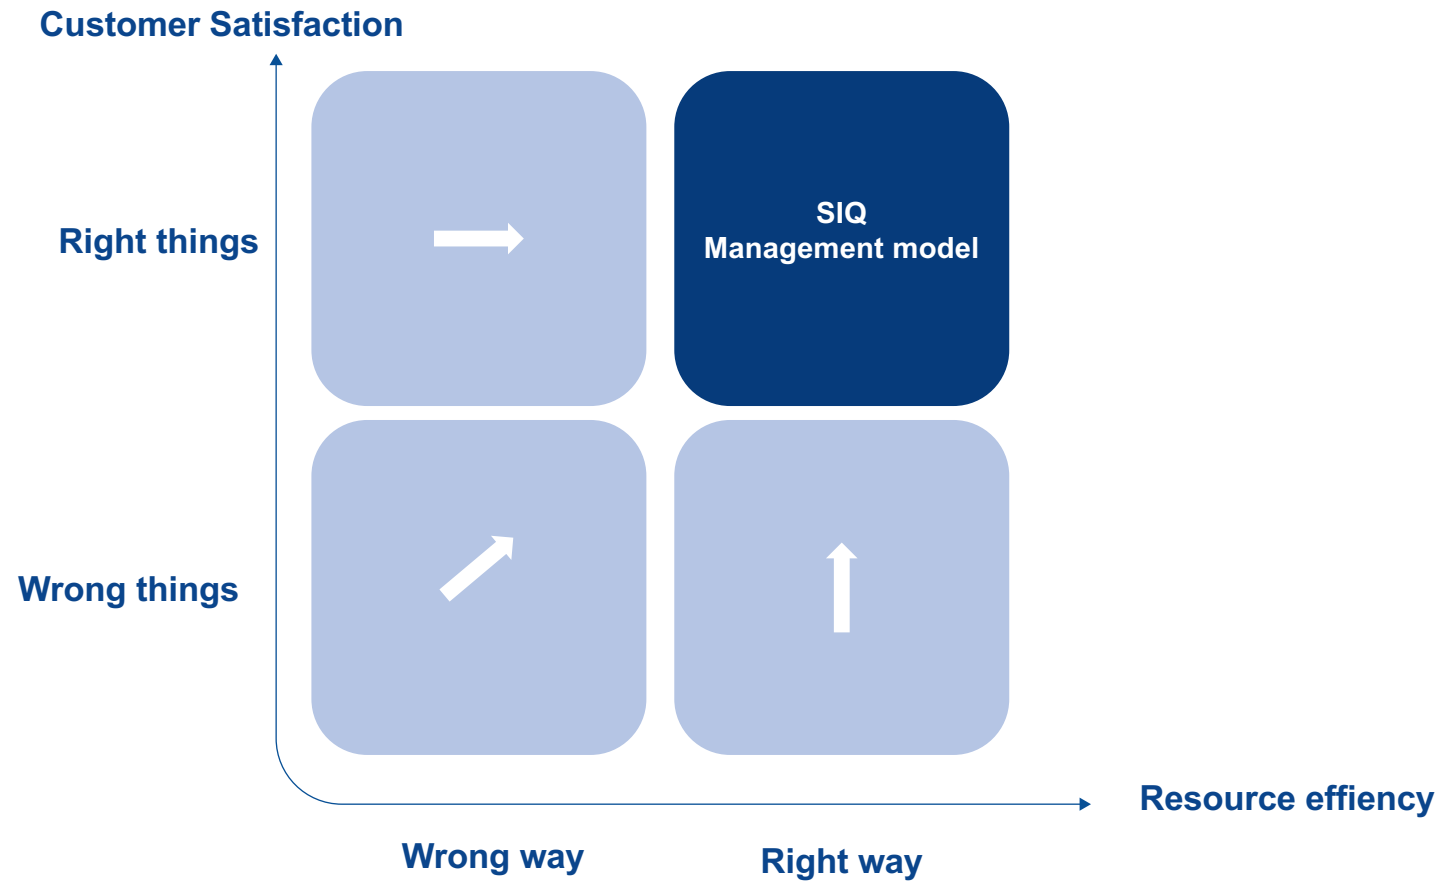 Customer Satisfaction
Right things
SIQ
Management model
Wrong things
Resource effiency
Wrong way
Right way